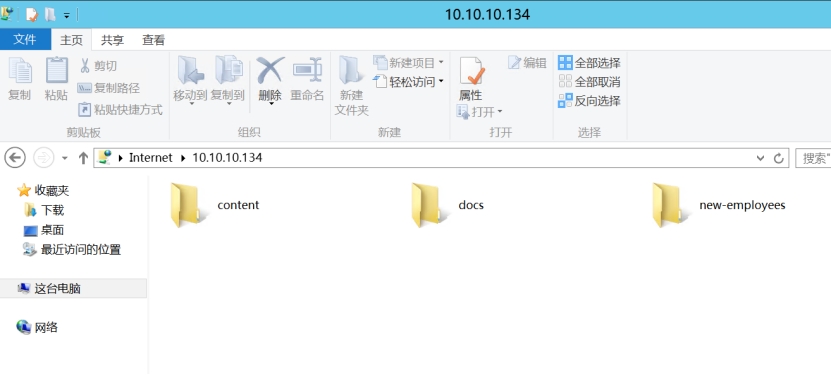 10.10.10.134
文件 主页 共享 查看
复制 粘贴 剪切 复制路径 粘贴快捷方式
移动到 复制到 删除 重命名
新建文件夹 新建项目 轻松访问
属性 打开 编辑
全部选择 全部取消 反向选择
剪贴板 组织 新建 打开 选择
Internet 10.10.10.134 搜索"
收藏夹
下载
桌面
最近访问的位置
这台电脑
网络
content docs new-employees